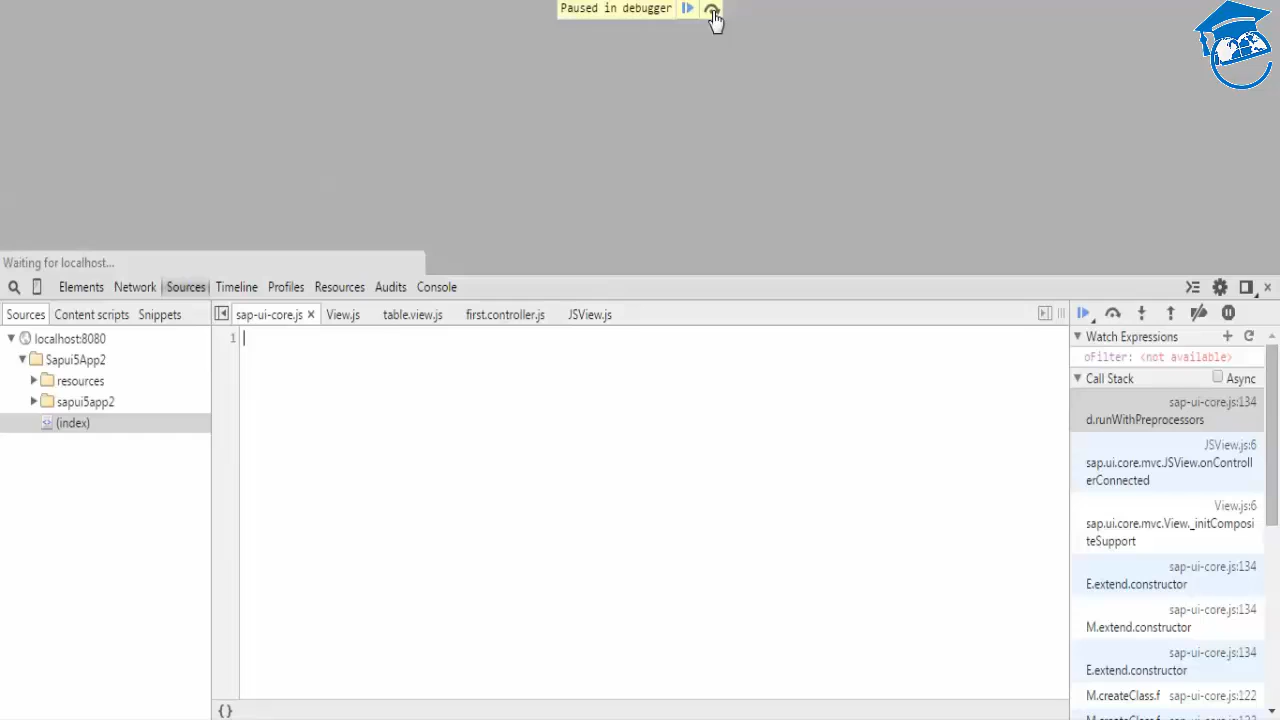 Paused in debugger
Waiting for localhost...
Elements Network Sources Timeline Profiles Resources Audits Console
Sources Content scripts Snippets
sap-ui-core.js × View.js table.view.js first.controller.js JSView.js
localhost:8080
Sapui5App2
resources
sapui5app2
(index)
1
{}
Watch Expressions
oFilter: <not available>
Call Stack Async
sap-ui-core.js:134
d.runWithPreprocessors
JSView.js:6
sap.ui.core.mvc.JSView.onControll
erConnected
View.js:6
sap.ui.core.mvc.View._initComposi
teSupport
sap-ui-core.js:134
E.extend.constructor
sap-ui-core.js:134
M.extend.constructor
sap-ui-core.js:134
E.extend.constructor
M.createClass.f sap-ui-core.js:122